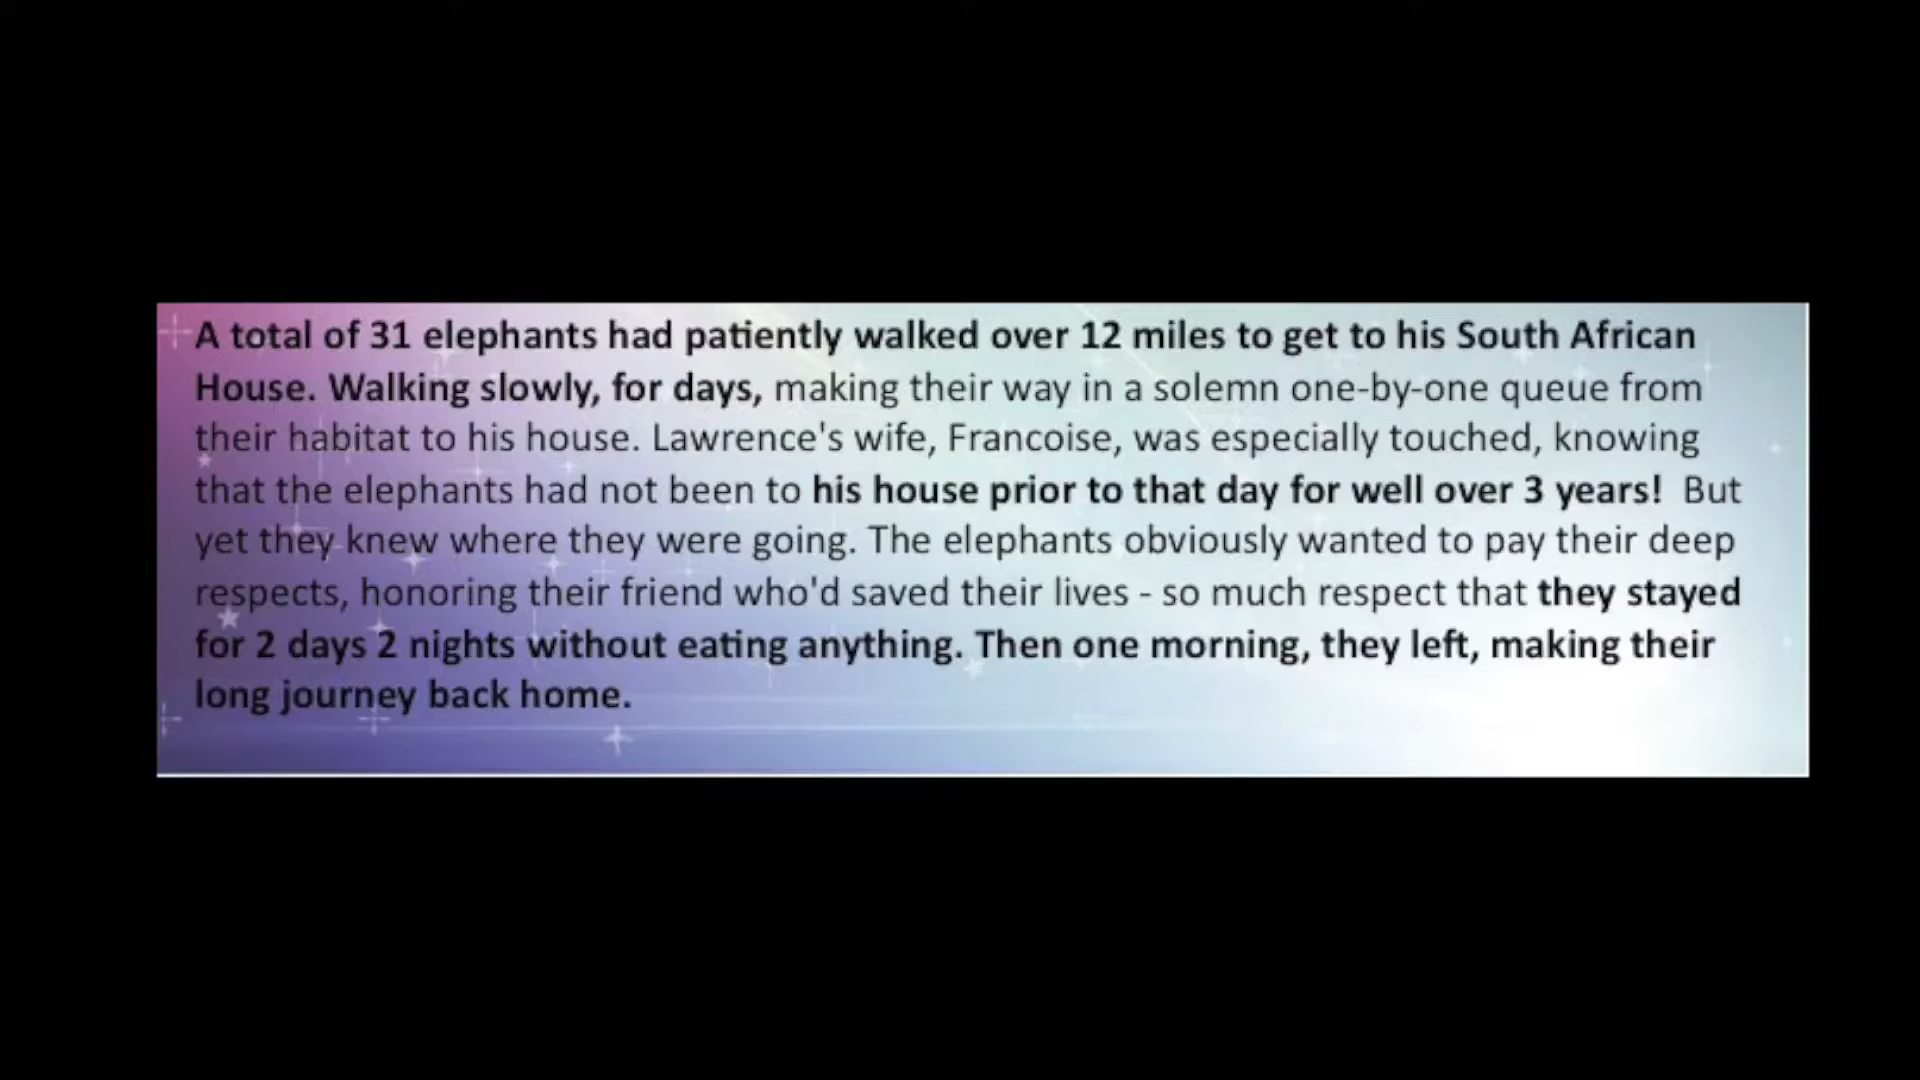 A total of 31 elephants had patiently walked over 12 miles to get to his South African
House. Walking slowly, for days, making their way in a solemn one-by-one queue from
their habitat to his house. Lawrence's wife, Francoise, was especially touched, knowing
that the elephants had not been to his house prior to that day for well over 3 years!  But
yet they knew where they were going. The elephants obviously wanted to pay their deep
respects, honoring their friend who'd saved their lives - so much respect that they stayed
for 2 days 2 nights without eating anything. Then one morning, they left, making their
long journey back home.